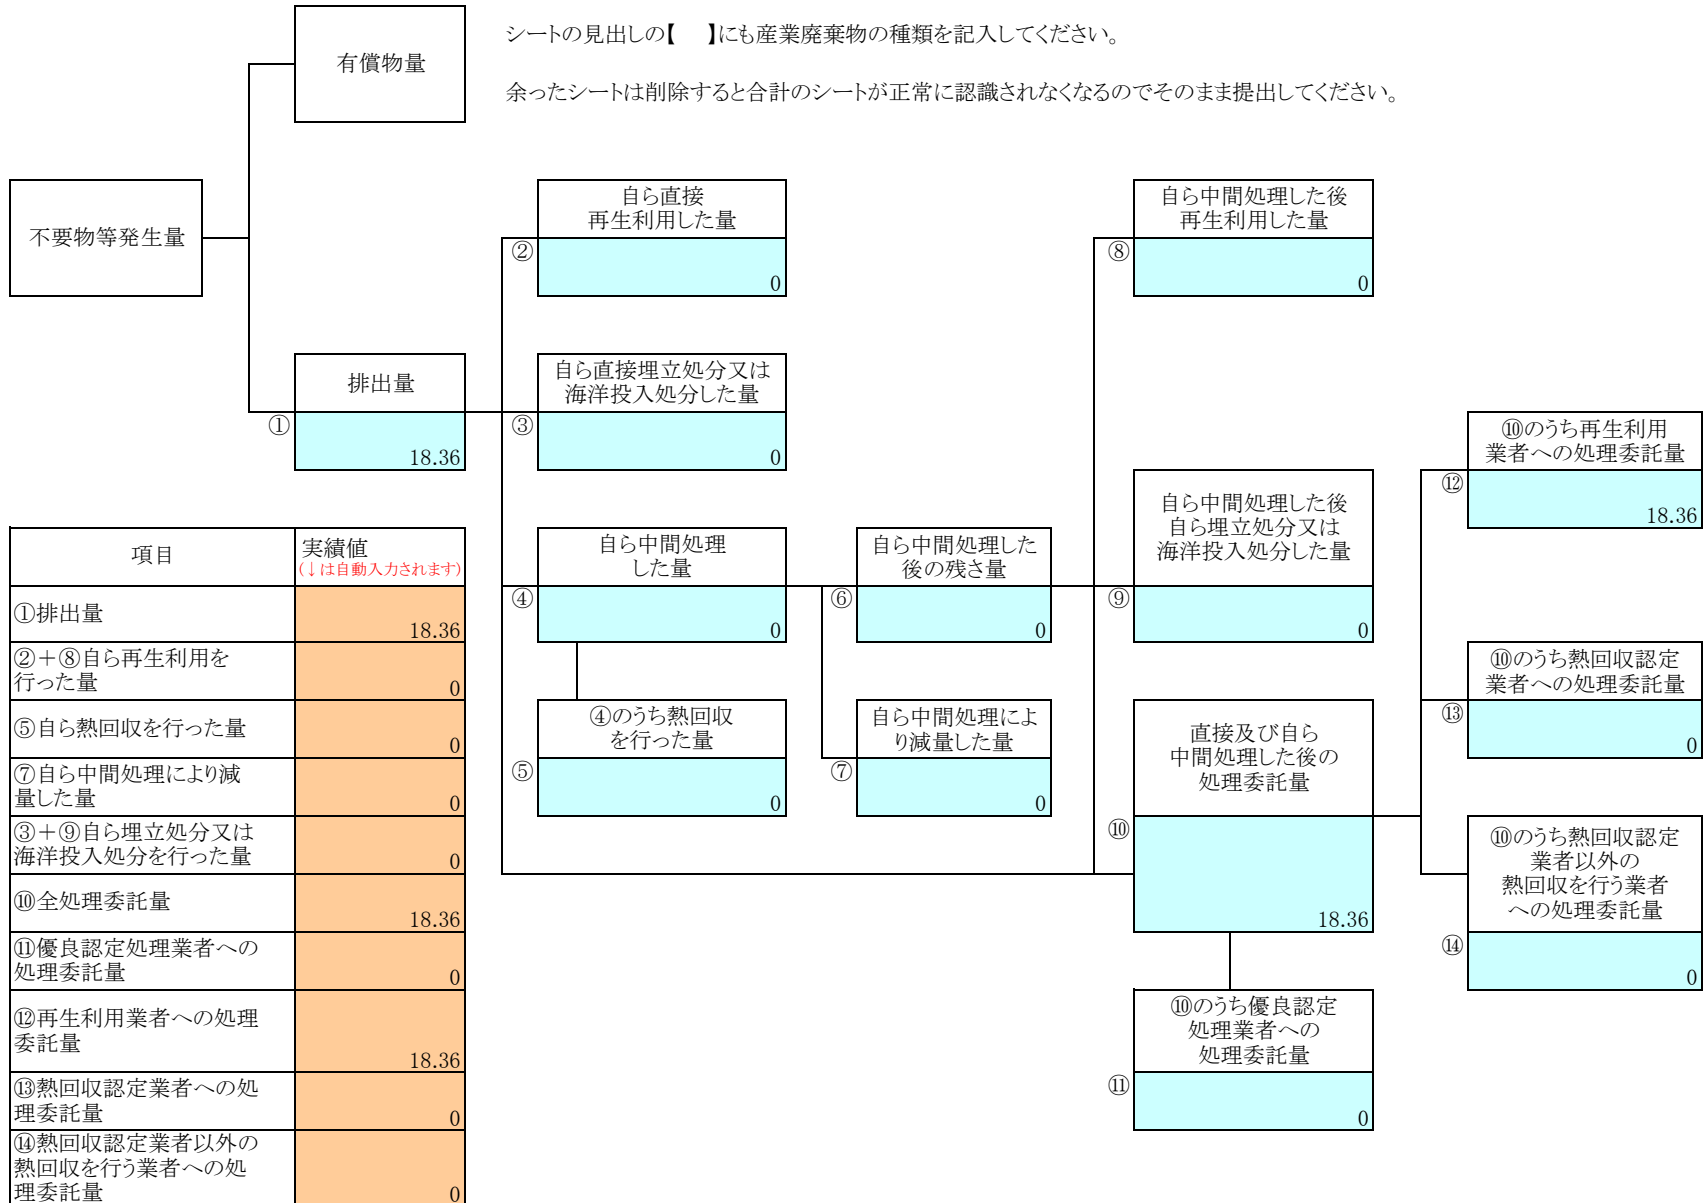 シートの見出しの【　】にも産業廃棄物の種類を記入してください。
余ったシートは削除すると合計のシートが正常に認識されなくなるのでそのまま提出してください。
有償物量
不要物等発生量
排出量
①
18.36
自ら直接
再生利用した量
②
0
自ら直接埋立処分又は
海洋投入処分した量
③
0
自ら中間処理
した量
④
0
④のうち熱回収
を行った量
⑤
0
自ら中間処理した
後の残さ量
⑥
0
自ら中間処理によ
り減量した量
⑦
0
自ら中間処理した後
再生利用した量
⑧
0
自ら中間処理した後
自ら埋立処分又は
海洋投入処分した量
⑨
0
直接及び自ら
中間処理した後の
処理委託量
⑩
18.36
⑩のうち優良認定
処理業者への
処理委託量
⑪
0
⑩のうち再生利用
業者への処理委託量
⑫
18.36
⑩のうち熱回収認定
業者への処理委託量
⑬
0
⑩のうち熱回収認定
業者以外の
熱回収を行う業者
への処理委託量
⑭
0
項目
実績値
(↓は自動入力されます)
①排出量
18.36
②＋⑧自ら再生利用を
行った量
0
⑤自ら熱回収を行った量
0
⑦自ら中間処理により減
量した量
0
③＋⑨自ら埋立処分又は
海洋投入処分を行った量
0
⑩全処理委託量
18.36
⑪優良認定処理業者への
処理委託量
0
⑫再生利用業者への処理
委託量
18.36
⑬熱回収認定業者への処
理委託量
0
⑭熱回収認定業者以外の
熱回収を行う業者への処
理委託量
0